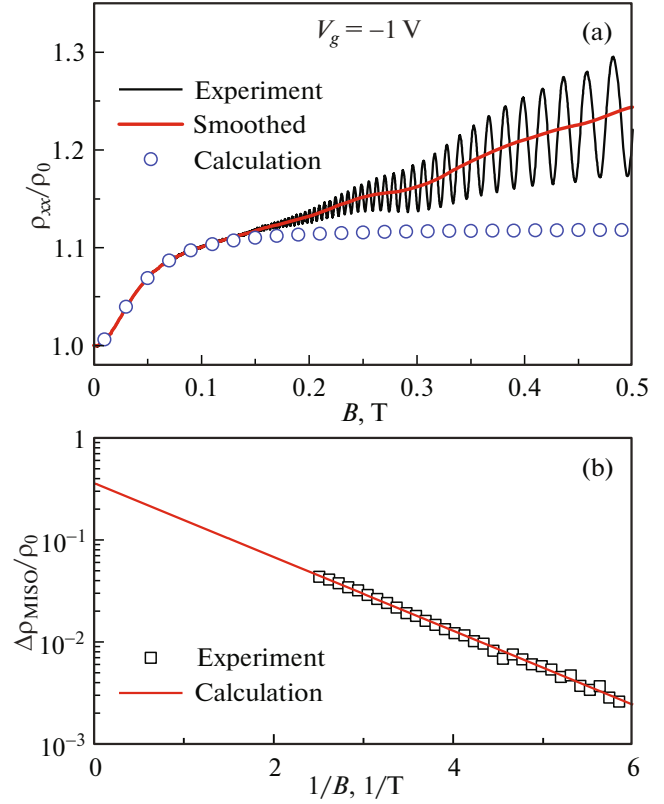 V_g = −1 V
(a)
1.3
Experiment
Smoothed
1.2
Calculation
ρ_xx/ρ_0
1.1
1.0
0 0.1 0.2 0.3 0.4 0.5
B, T
1
(b)
10^−1
Δρ_MISO/ρ_0
10^−2
Experiment
Calculation
10^−3
0 2 4 6
1/B, 1/T